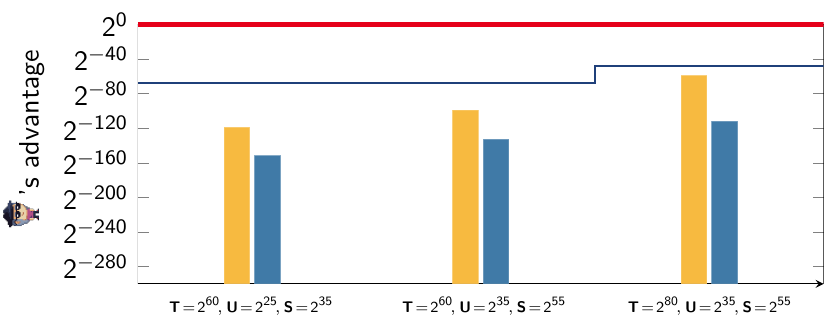 2^0
2^-40
2^-80
2^-120
2^-160
2^-200
2^-240
2^-280
's advantage
T = 2^60, U = 2^25, S = 2^35
T = 2^60, U = 2^35, S = 2^55
T = 2^80, U = 2^35, S = 2^55